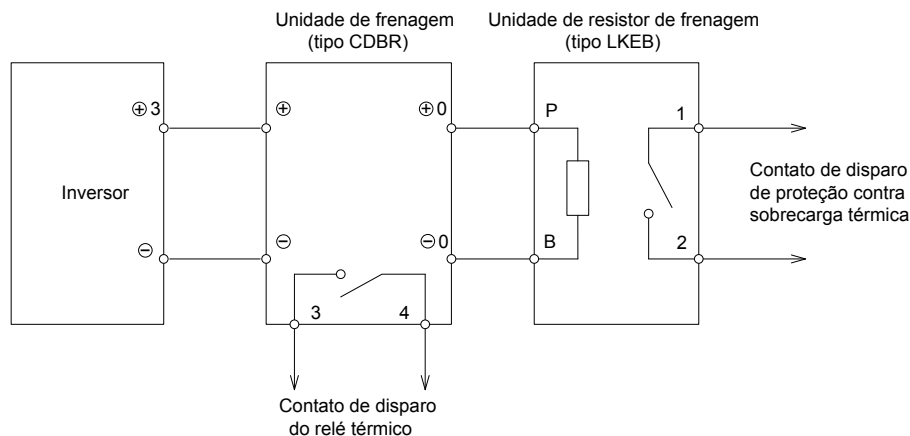 Unidade de frenagem
(tipo CDBR)
Unidade de resistor de frenagem
(tipo LKEB)
⊕ 3
⊕
⊕ 0
P
1
Inversor
Contato de disparo
de proteção contra
sobrecarga térmica
⊖
⊖
⊖ 0
B
2
3
4
Contato de disparo
do relé térmico